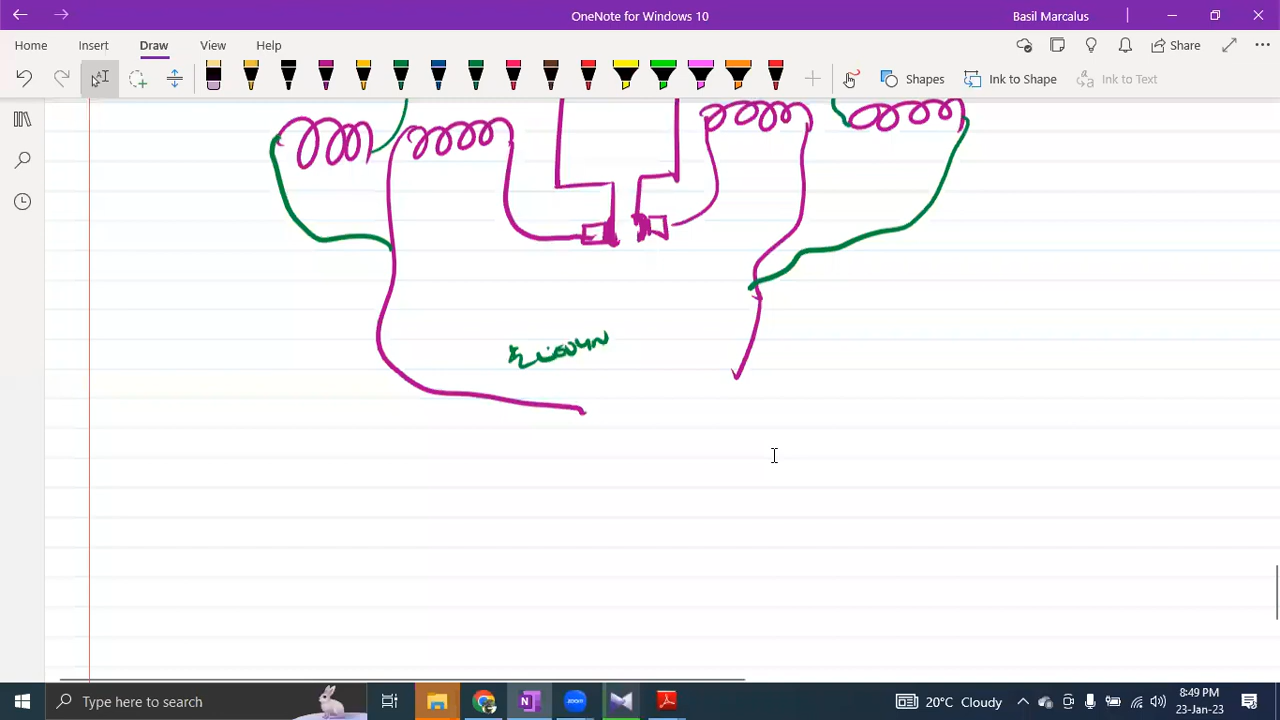 OneNote for Windows 10
Basil Marcalus
Home
Insert
Draw
View
Help
Share
Shapes
Ink to Shape
Ink to Text
Type here to search
zoom
20°C Cloudy
8:49 PM
23-Jan-23